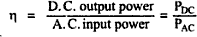 η = D.C. output power / A.C. input power = P_DC / P_AC